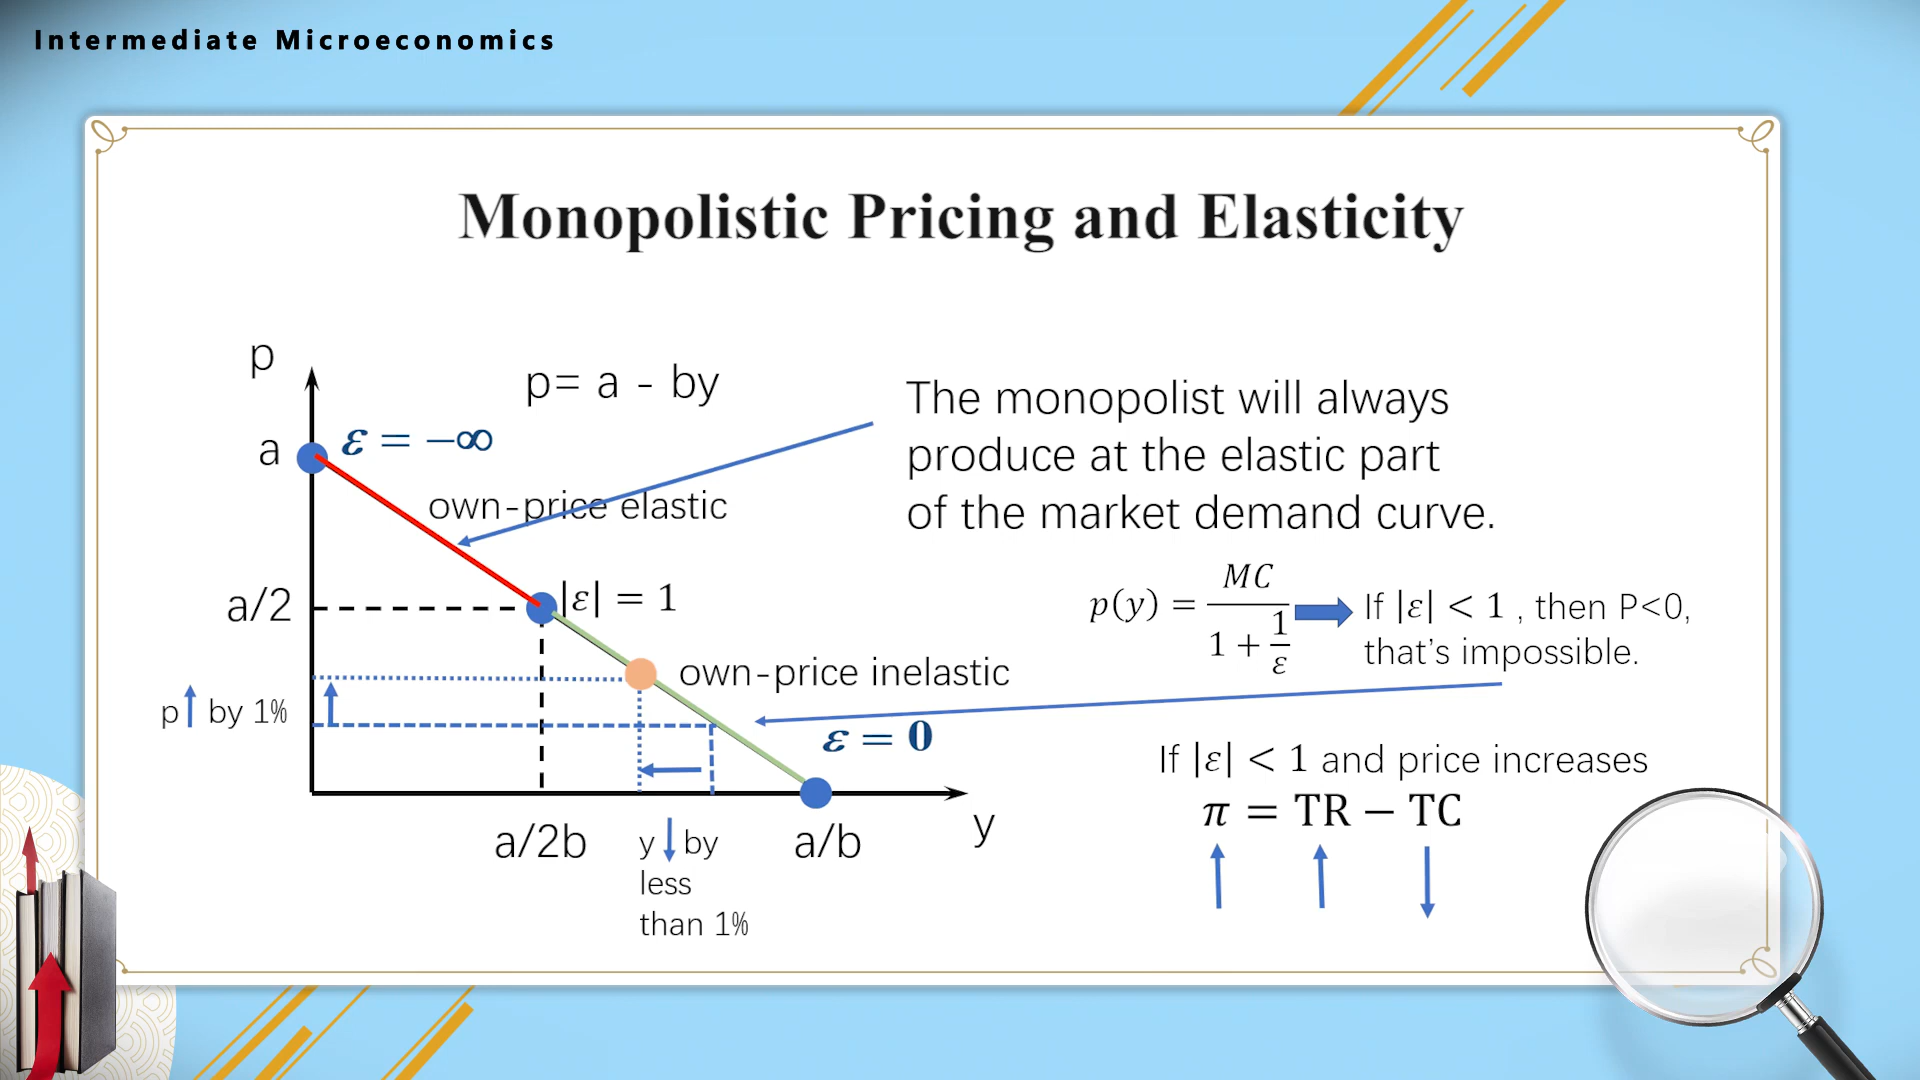 Intermediate Microeconomics
Monopolistic Pricing and Elasticity
p
p= a - by
a
ε = −∞
own-price elastic
The monopolist will always
produce at the elastic part
of the market demand curve.
a/2
|ε| = 1
p(y) = MC / (1 + 1/ε)
If |ε| < 1 , then P<0,
that's impossible.
own-price inelastic
p↑ by 1%
ε = 0
If |ε| < 1 and price increases
π = TR − TC
↑ ↑ ↓
a/2b
y ↓ by
less
than 1%
a/b
y